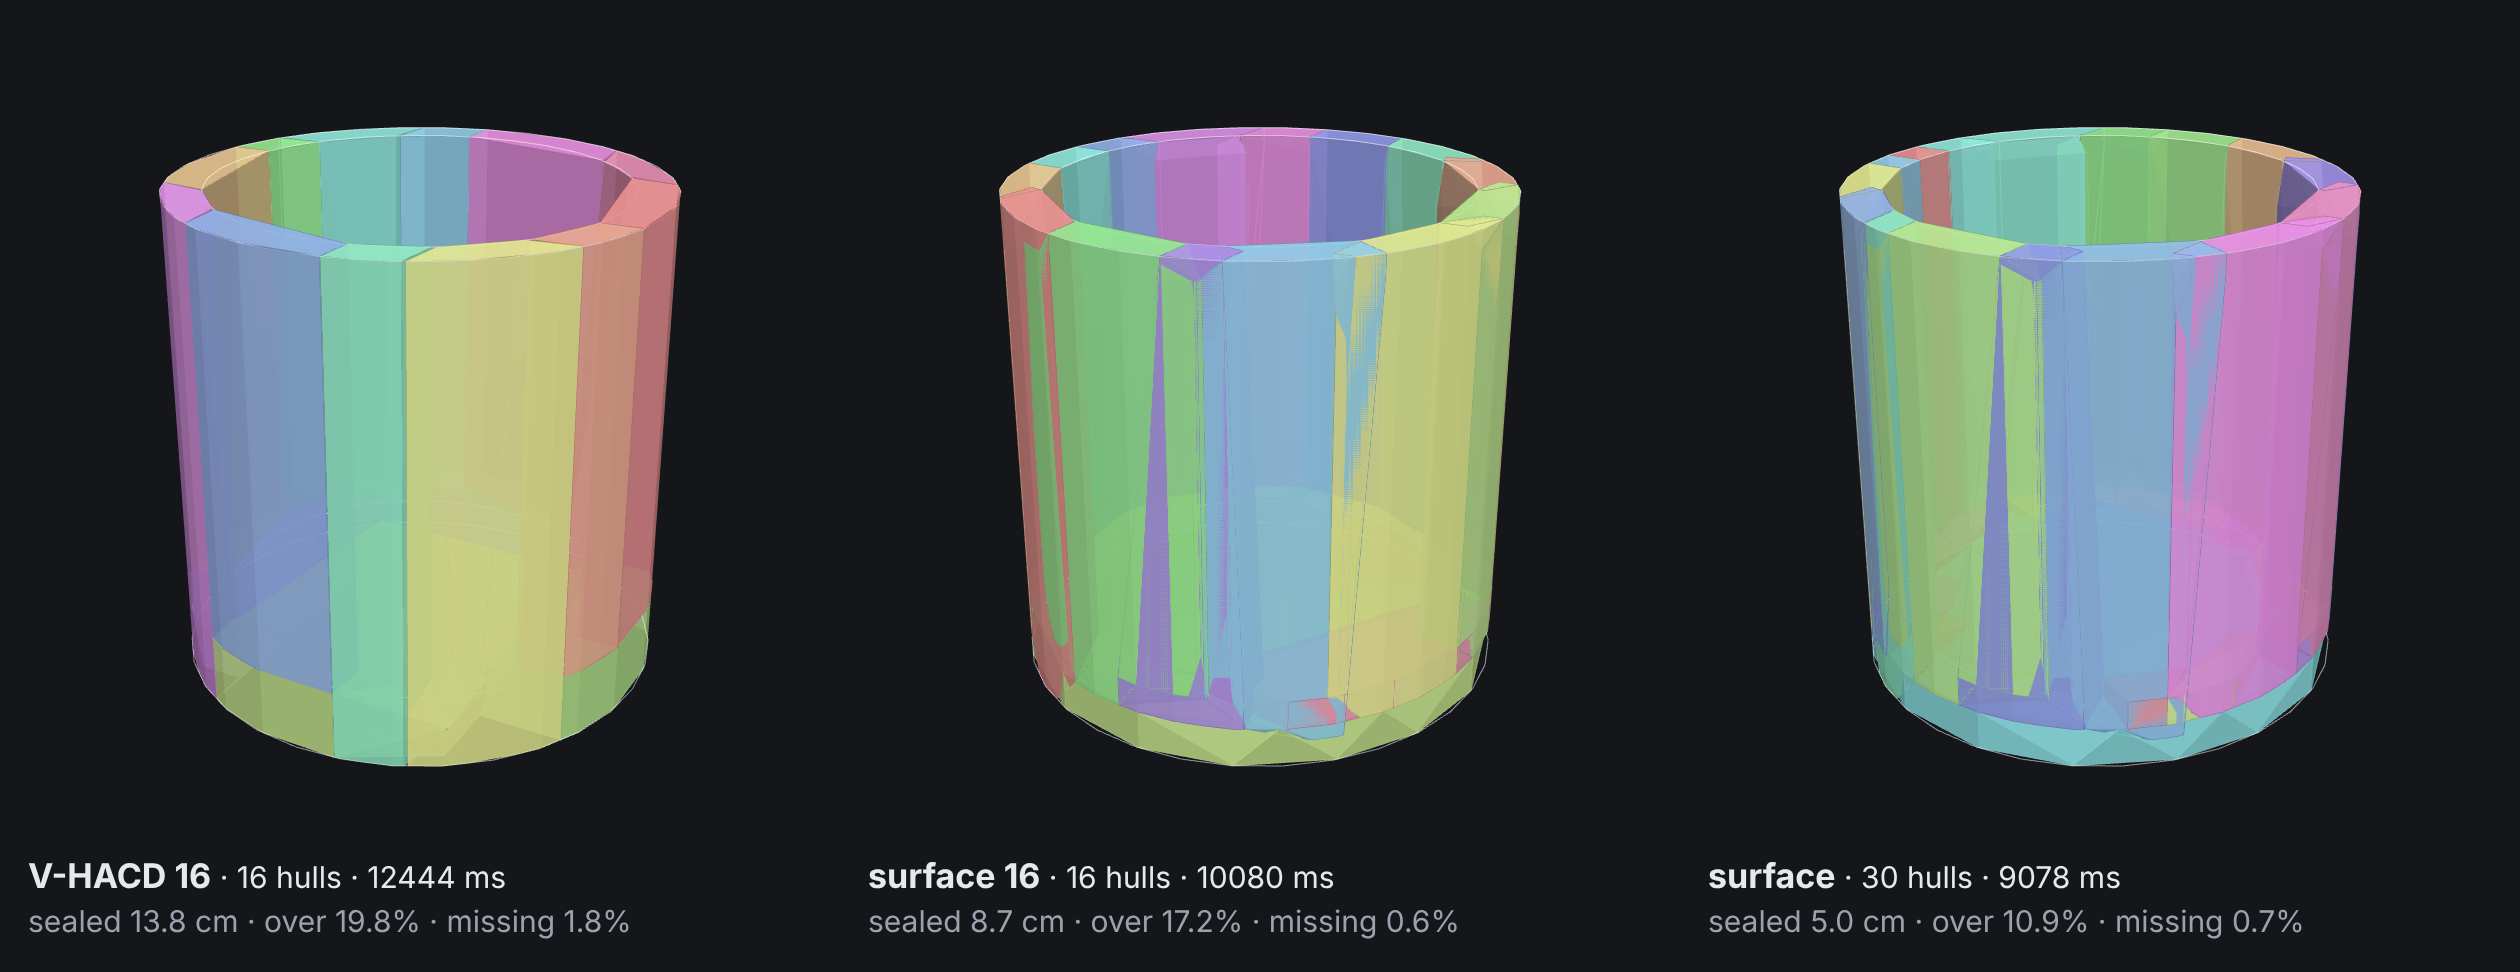 V-HACD 16 · 16 hulls · 12444 ms
sealed 13.8 cm · over 19.8% · missing 1.8%
surface 16 · 16 hulls · 10080 ms
sealed 8.7 cm · over 17.2% · missing 0.6%
surface · 30 hulls · 9078 ms
sealed 5.0 cm · over 10.9% · missing 0.7%